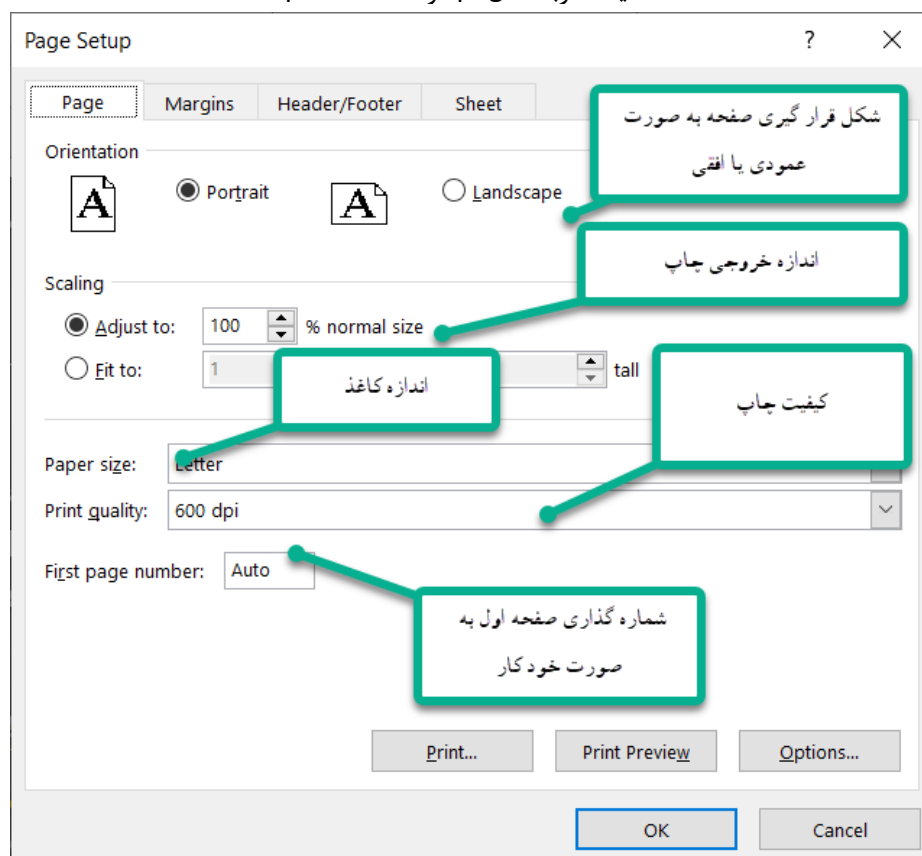 Page Setup
?
Page
Margins
Header/Footer
Sheet
شکل قرار گیری صفحه به صورت
عمودی یا افقی
Orientation
A
Portrait
A
Landscape
اندازه خروجی چاپ
Scaling
Adjust to:
100
% normal size
Fit to:
1
tall
اندازه کاغذ
کیفیت چاپ
Paper size:
Letter
Print quality:
600 dpi
First page number:
Auto
شماره گذاری صفحه اول به
صورت خودکار
Print...
Print Preview
Options...
OK
Cancel